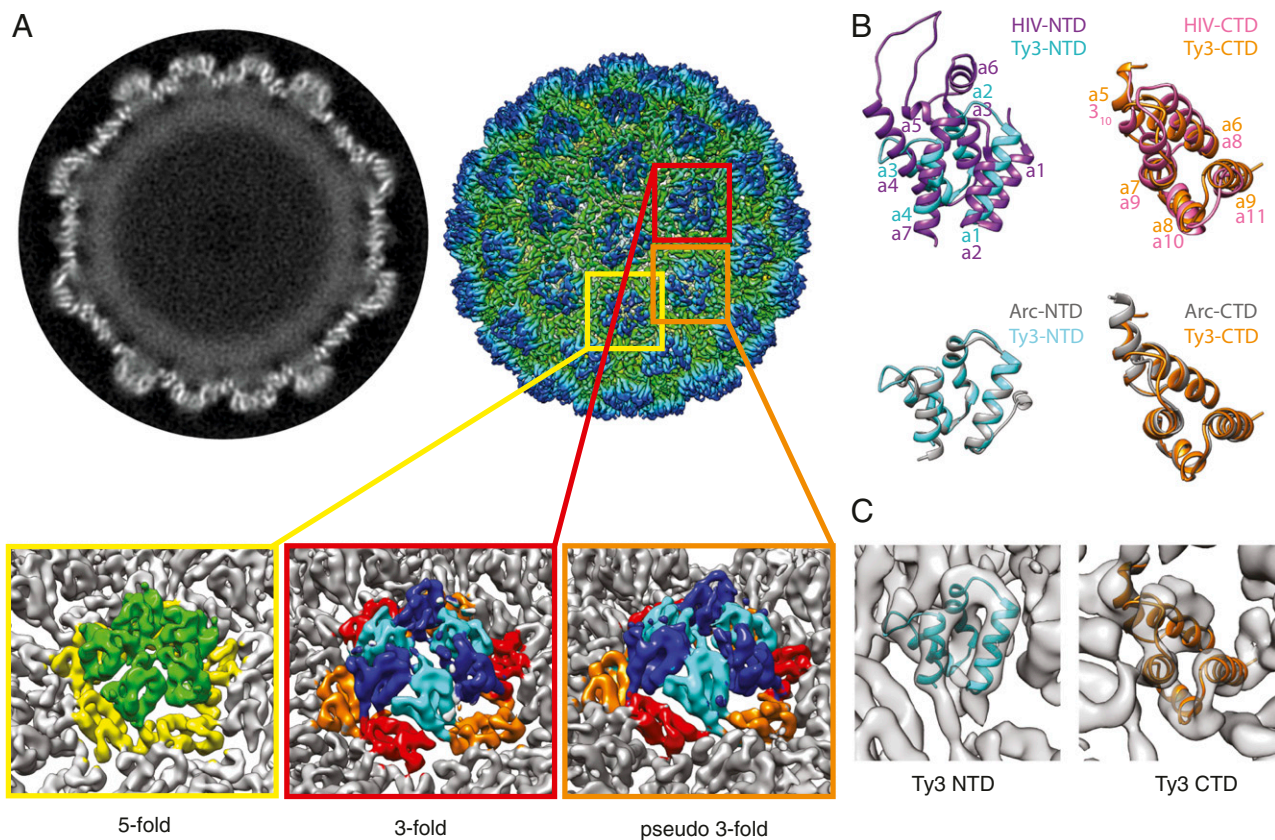 A
B
HIV-NTD
Ty3-NTD
a6
a2
a3
a5
a3
a4
a1
a4
a7
a1
a2
HIV-CTD
Ty3-CTD
a5
3₁₀
a6
a8
a7
a9
a9
a11
a8
a10
Arc-NTD
Ty3-NTD
Arc-CTD
Ty3-CTD
C
5-fold
3-fold
pseudo 3-fold
Ty3 NTD
Ty3 CTD